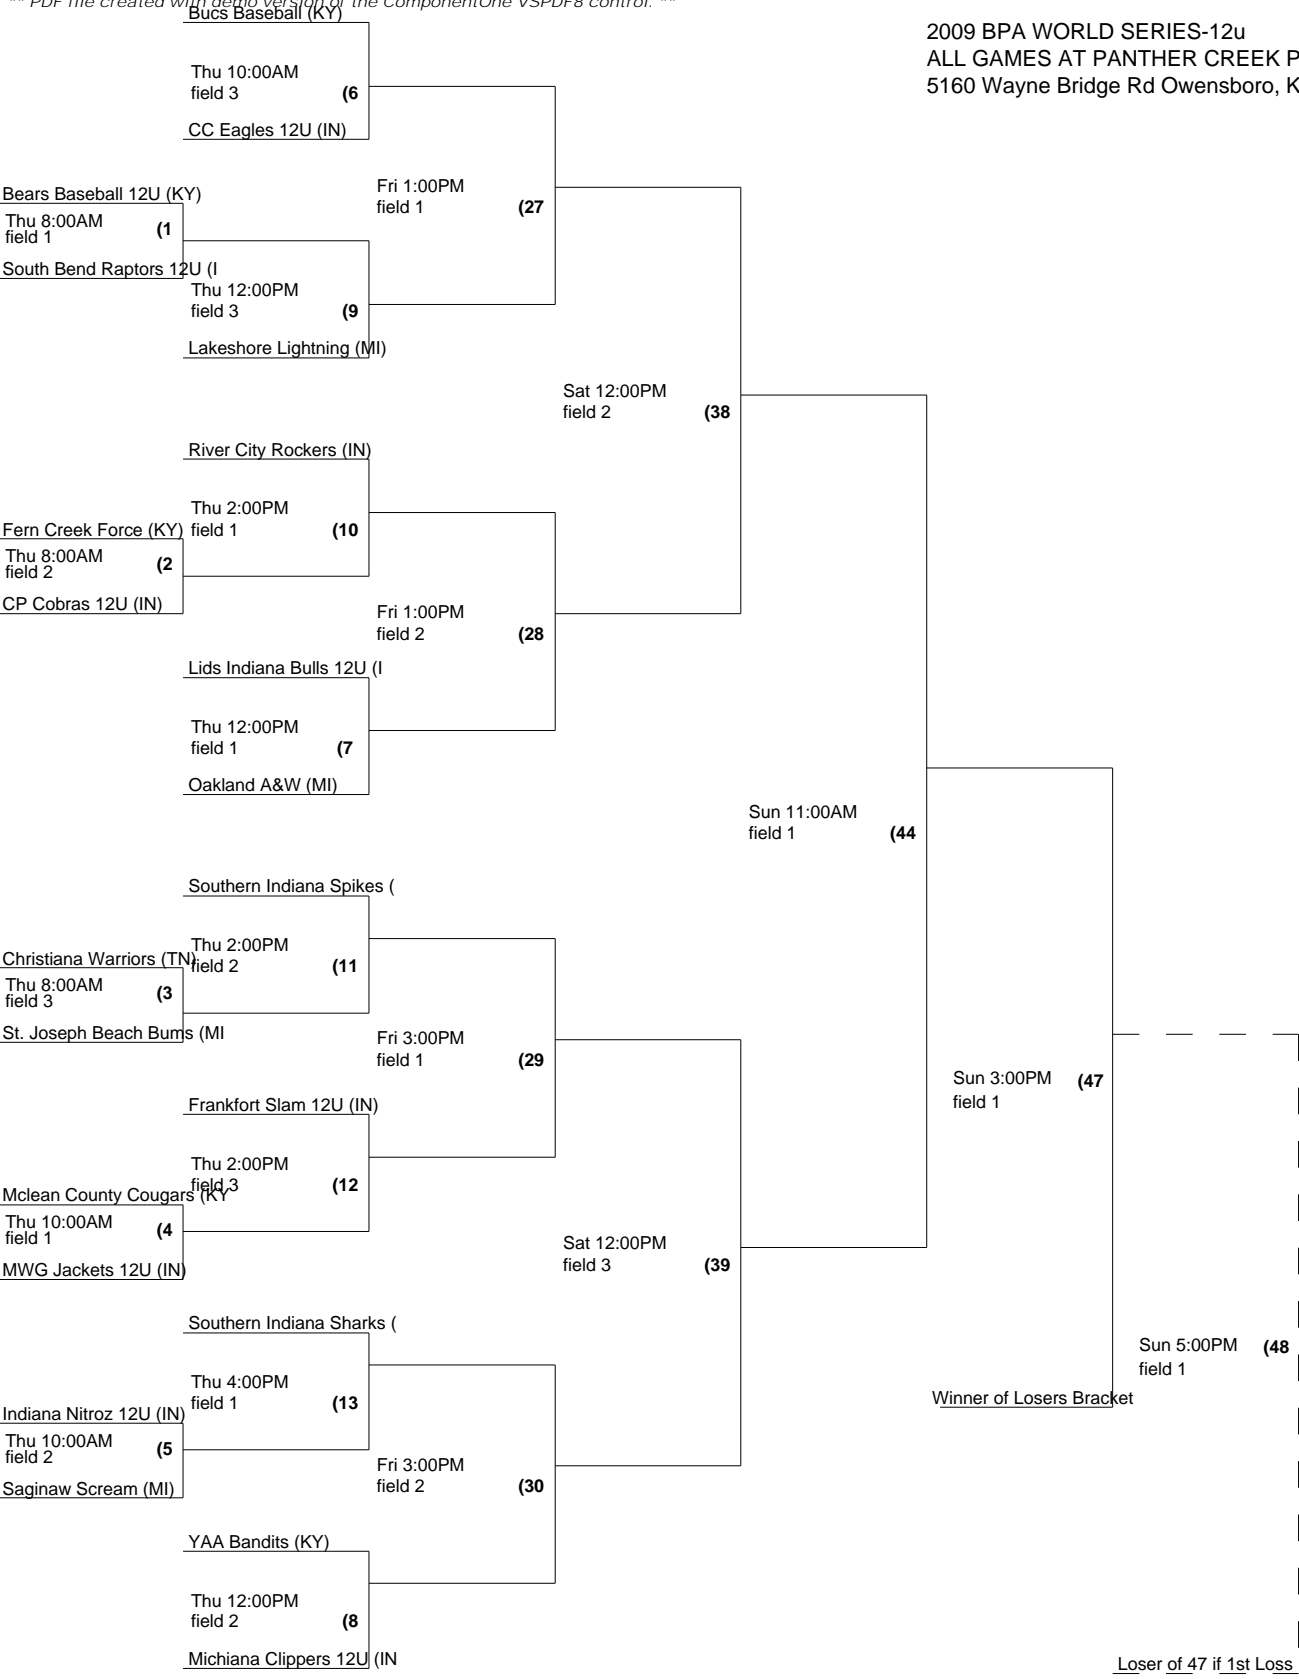 ** PDF file created with demo version of the ComponentOne VSPDF8 control. **
2009 BPA WORLD SERIES-12u
ALL GAMES AT PANTHER CREEK P
5160 Wayne Bridge Rd Owensboro, K
Bucs Baseball (KY)
Thu 10:00AM
field 3 (6
CC Eagles 12U (IN)
Bears Baseball 12U (KY)
Thu 8:00AM
field 1 (1
South Bend Raptors 12U (I
Fri 1:00PM
field 1 (27
Thu 12:00PM
field 3 (9
Lakeshore Lightning (MI)
Sat 12:00PM
field 2 (38
River City Rockers (IN)
Thu 2:00PM
field 1 (10
Fern Creek Force (KY)
Thu 8:00AM
field 2 (2
CP Cobras 12U (IN)
Fri 1:00PM
field 2 (28
Lids Indiana Bulls 12U (I
Thu 12:00PM
field 1 (7
Oakland A&W (MI)
Sun 11:00AM
field 1 (44
Southern Indiana Spikes (
Thu 2:00PM
field 2 (11
Christiana Warriors (TN)
Thu 8:00AM
field 3 (3
St. Joseph Beach Bums (MI
Fri 3:00PM
field 1 (29
Sun 3:00PM (47
field 1
Frankfort Slam 12U (IN)
Thu 2:00PM
field 3 (12
Mclean County Cougars (KY
Thu 10:00AM
field 1 (4
MWG Jackets 12U (IN)
Sat 12:00PM
field 3 (39
Southern Indiana Sharks (
Sun 5:00PM (48
field 1
Thu 4:00PM
field 1 (13
Winner of Losers Bracket
Indiana Nitroz 12U (IN)
Thu 10:00AM
field 2 (5
Saginaw Scream (MI)
Fri 3:00PM
field 2 (30
YAA Bandits (KY)
Thu 12:00PM
field 2 (8
Michiana Clippers 12U (IN
Loser of 47 if 1st Loss